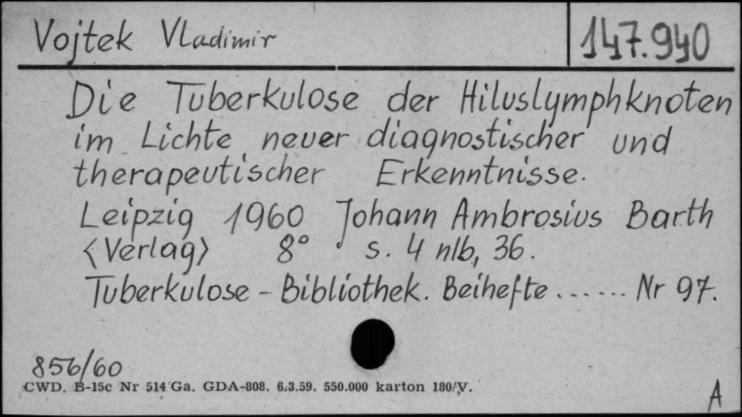 Vojtek Vladimir 147.940
Die Tuberkulose der Hiluslymphknoten
im Lichte neuer diagnostischer und
therapeutischer Erkenntnisse.
Leipzig 1960 Johann Ambrosius Barth
<Verlag> 8° s. 4 nlb, 36.
Tuberkulose - Bibliothek. Beihefte ...... Nr 97.
856/60
CWD. B-15c Nr 514 Ga. GDA-808. 6.3.59. 550.000 karton 180/V.
A